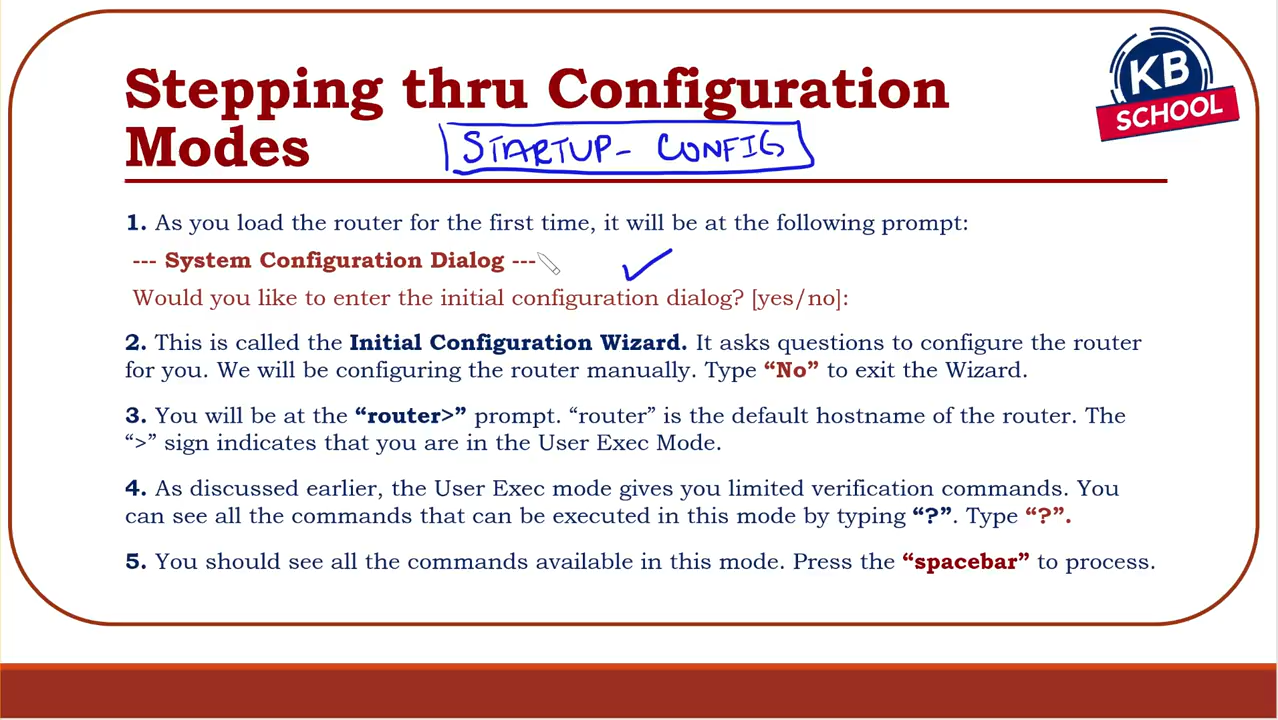 Stepping thru Configuration
Modes
STARTUP- CONFIG
KB
SCHOOL
1. As you load the router for the first time, it will be at the following prompt:
--- System Configuration Dialog ---
Would you like to enter the initial configuration dialog? [yes/no]:
2. This is called the Initial Configuration Wizard. It asks questions to configure the router
for you. We will be configuring the router manually. Type “No” to exit the Wizard.
3. You will be at the “router>” prompt. “router” is the default hostname of the router. The
“>” sign indicates that you are in the User Exec Mode.
4. As discussed earlier, the User Exec mode gives you limited verification commands. You
can see all the commands that can be executed in this mode by typing “?”. Type “?”.
5. You should see all the commands available in this mode. Press the “spacebar” to process.